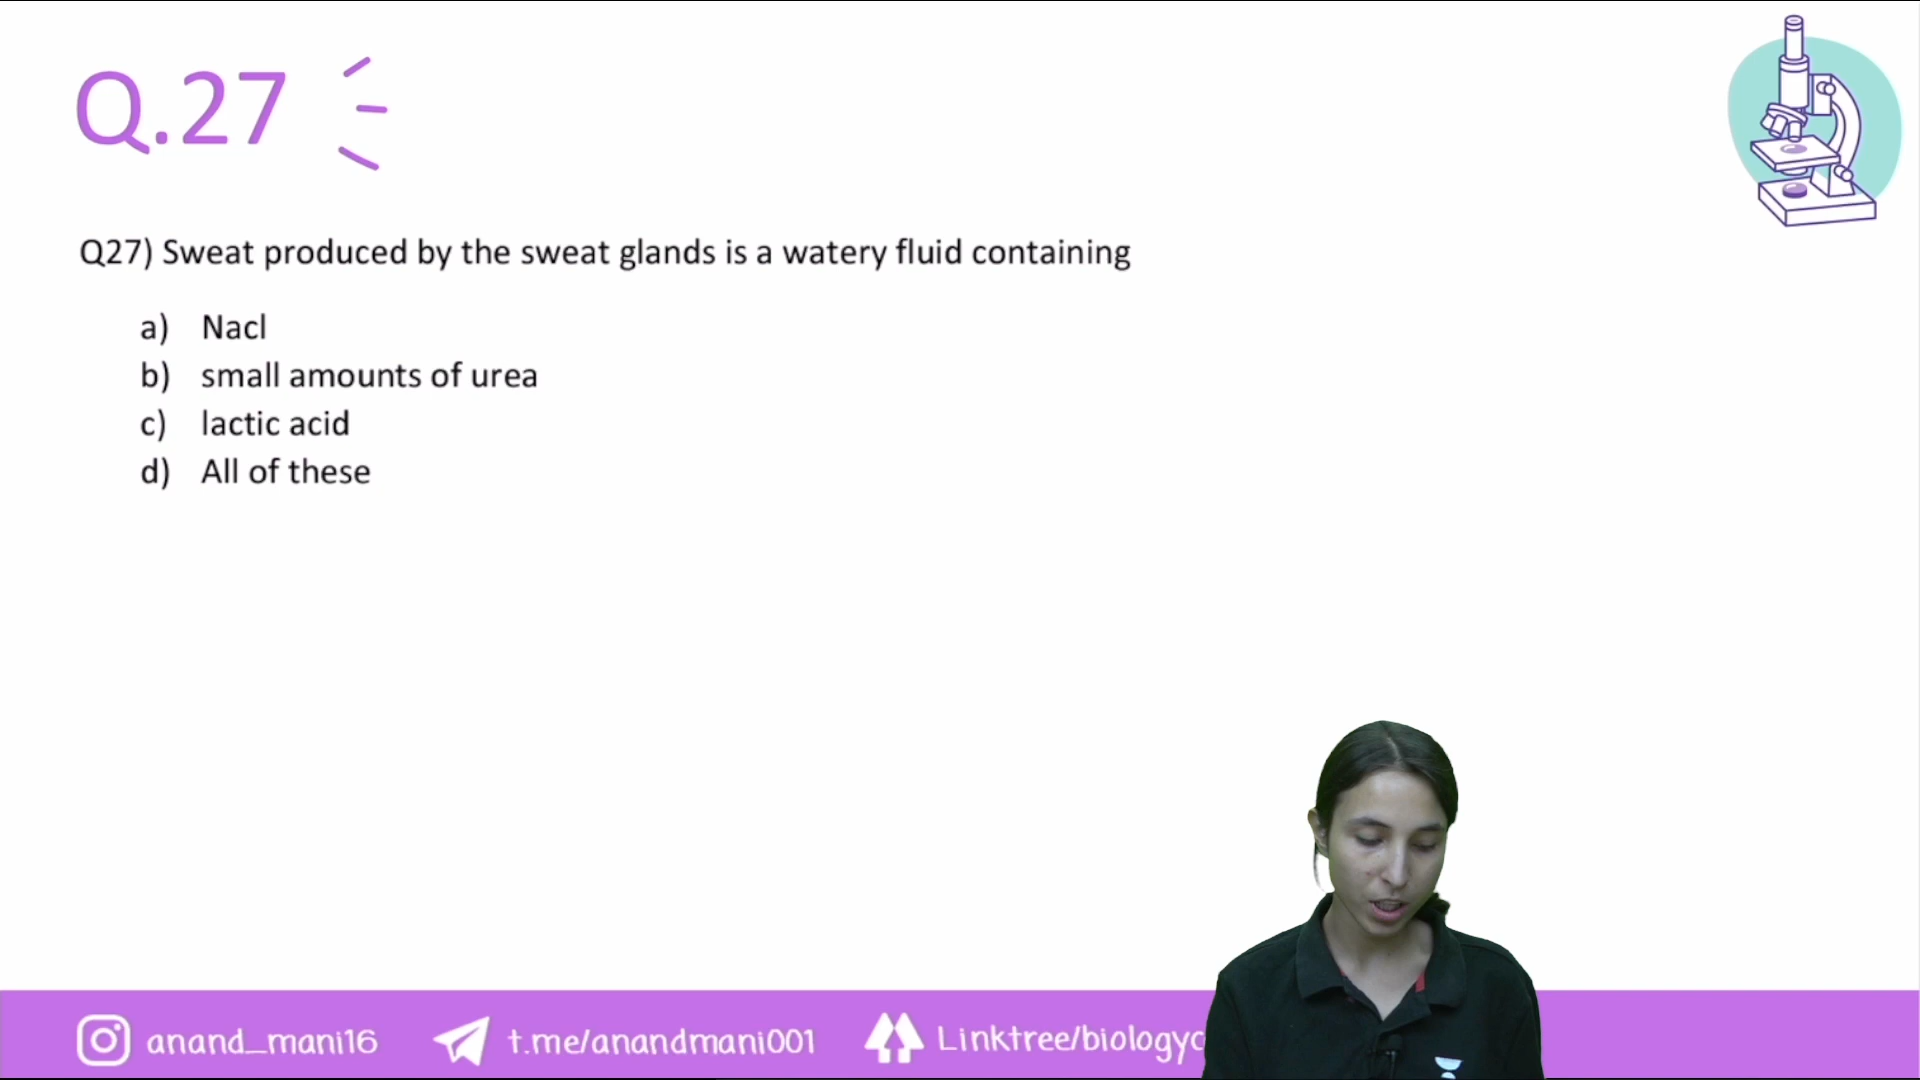 Q.27
Q27) Sweat produced by the sweat glands is a watery fluid containing
a) Nacl
b) small amounts of urea
c) lactic acid
d) All of these
anand_mani16 t.me/anandmani001 Linktree/biologyc